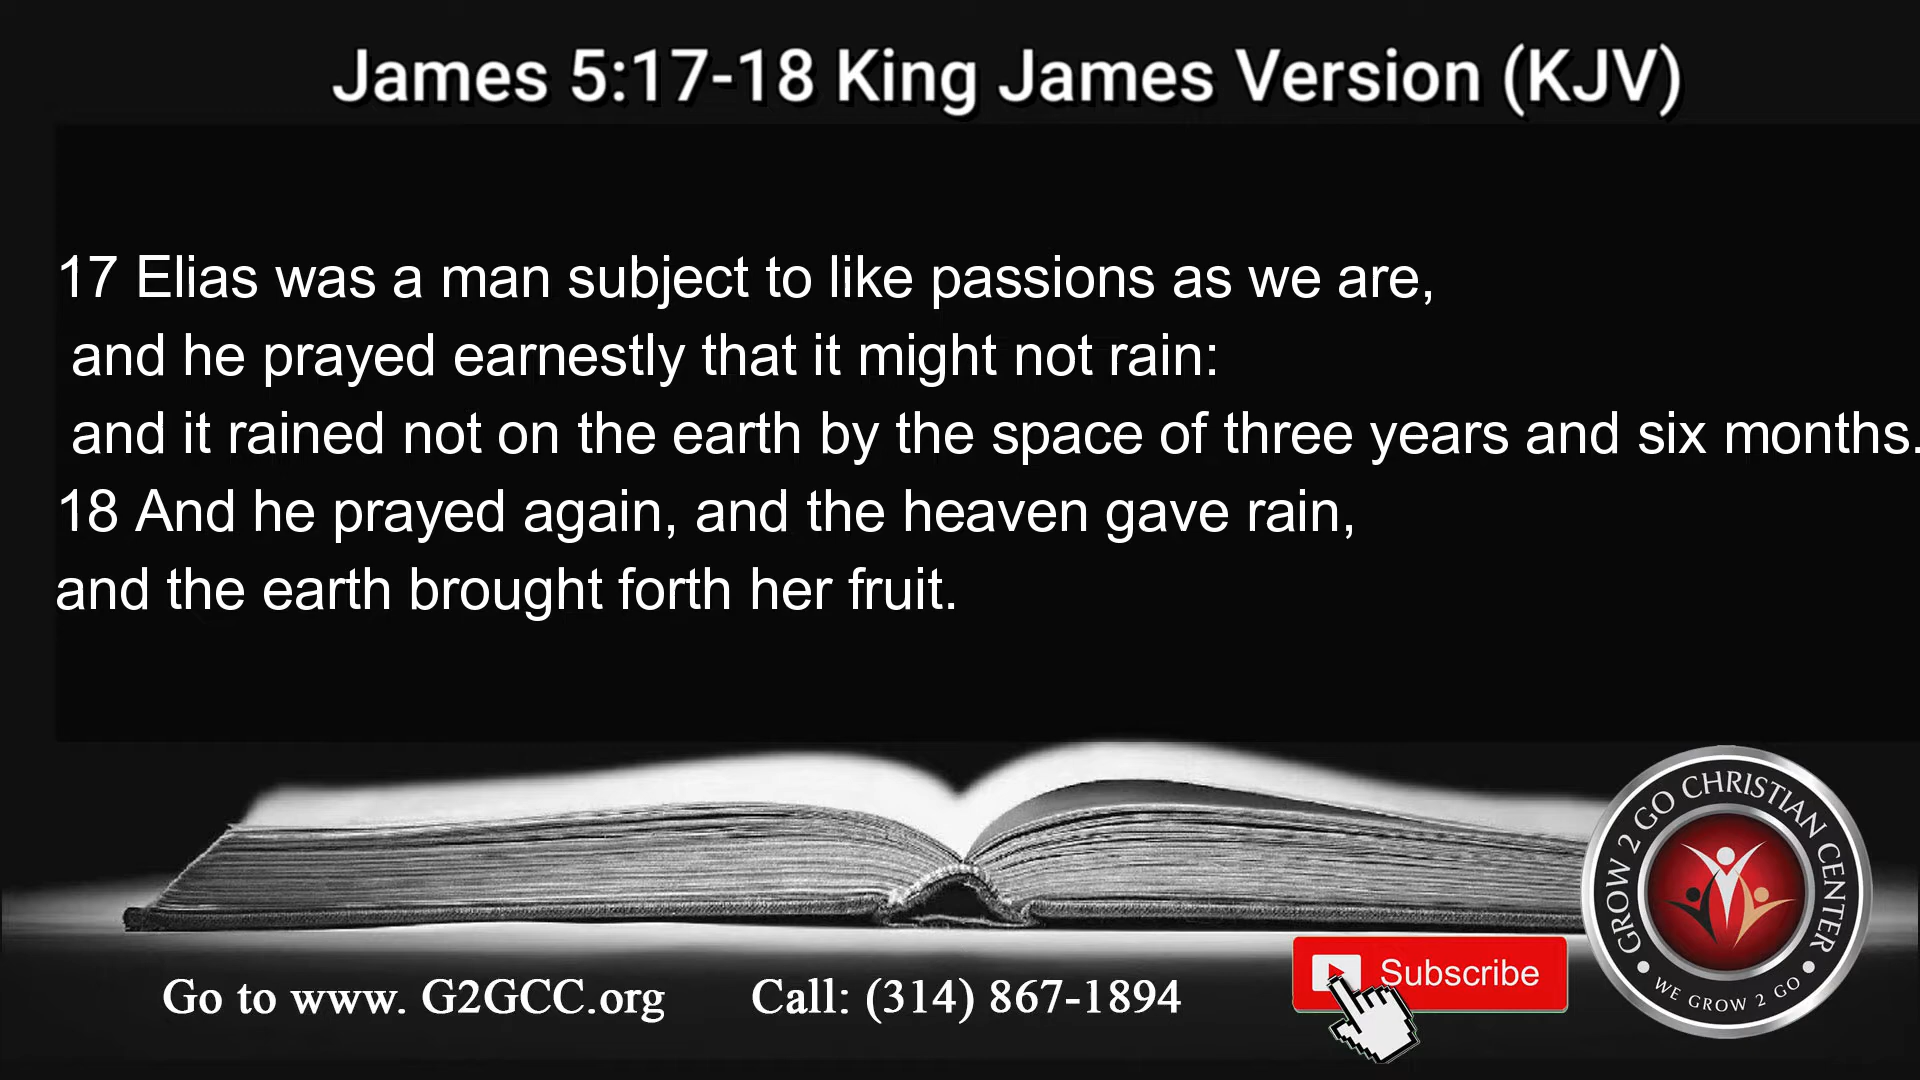 James 5:17-18 King James Version (KJV)
17 Elias was a man subject to like passions as we are,
and he prayed earnestly that it might not rain:
and it rained not on the earth by the space of three years and six months.
18 And he prayed again, and the heaven gave rain,
and the earth brought forth her fruit.
GROW 2 GO CHRISTIAN CENTER
WE GROW 2 GO
Subscribe
Go to www. G2GCC.org Call: (314) 867-1894